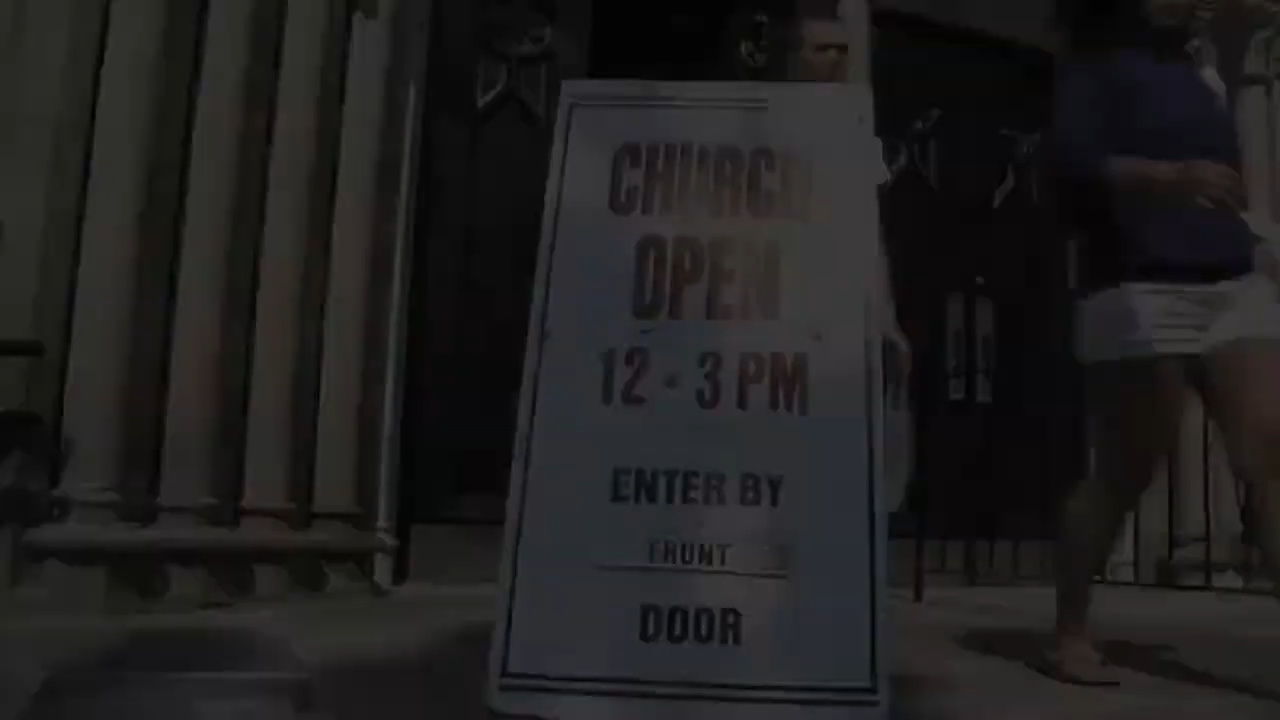 CHURCH
OPEN
12 - 3 PM
ENTER BY
FRONT
DOOR